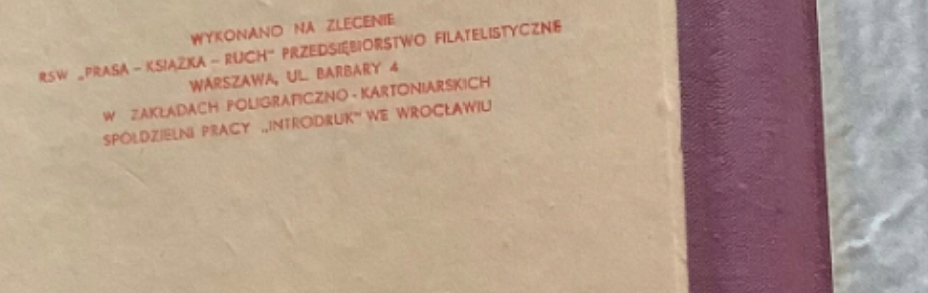 WYKONANO NA ZLECENIE
RSW „PRASA – KSIĄŻKA – RUCH" PRZEDSIĘBIORSTWO FILATELISTYCZNE
WARSZAWA, UL. BARBARY 4
W ZAKŁADACH POLIGRAFICZNO - KARTONIARSKICH
SPÓŁDZIELNI PRACY „INTRODRUK" WE WROCŁAWIU